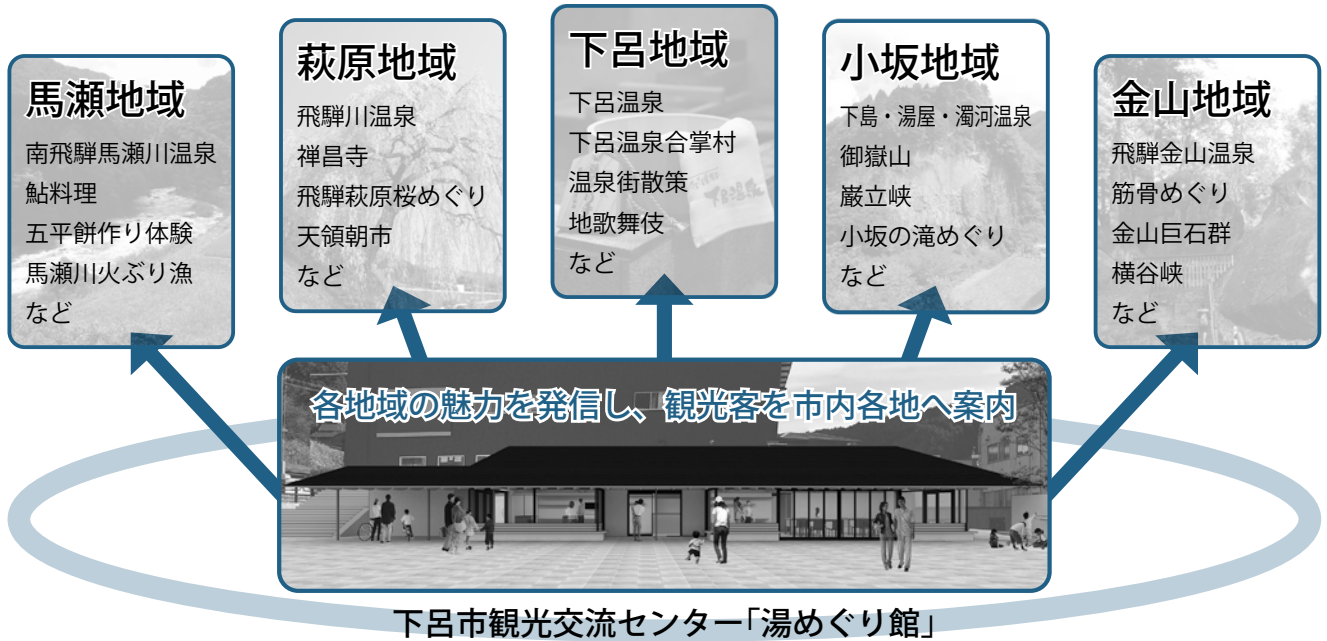 馬瀬地域
南飛騨馬瀬川温泉
鮎料理
五平餅作り体験
馬瀬川火ぶり漁
など
萩原地域
飛騨川温泉
禅昌寺
飛騨萩原桜めぐり
天領朝市
など
下呂地域
下呂温泉
下呂温泉合掌村
温泉街散策
地歌舞伎
など
小坂地域
下島・湯屋・濁河温泉
御嶽山
巌立峡
小坂の滝めぐり
など
金山地域
飛騨金山温泉
筋骨めぐり
金山巨石群
横谷峡
など
各地域の魅力を発信し、観光客を市内各地へ案内
下呂市観光交流センター「湯めぐり館」